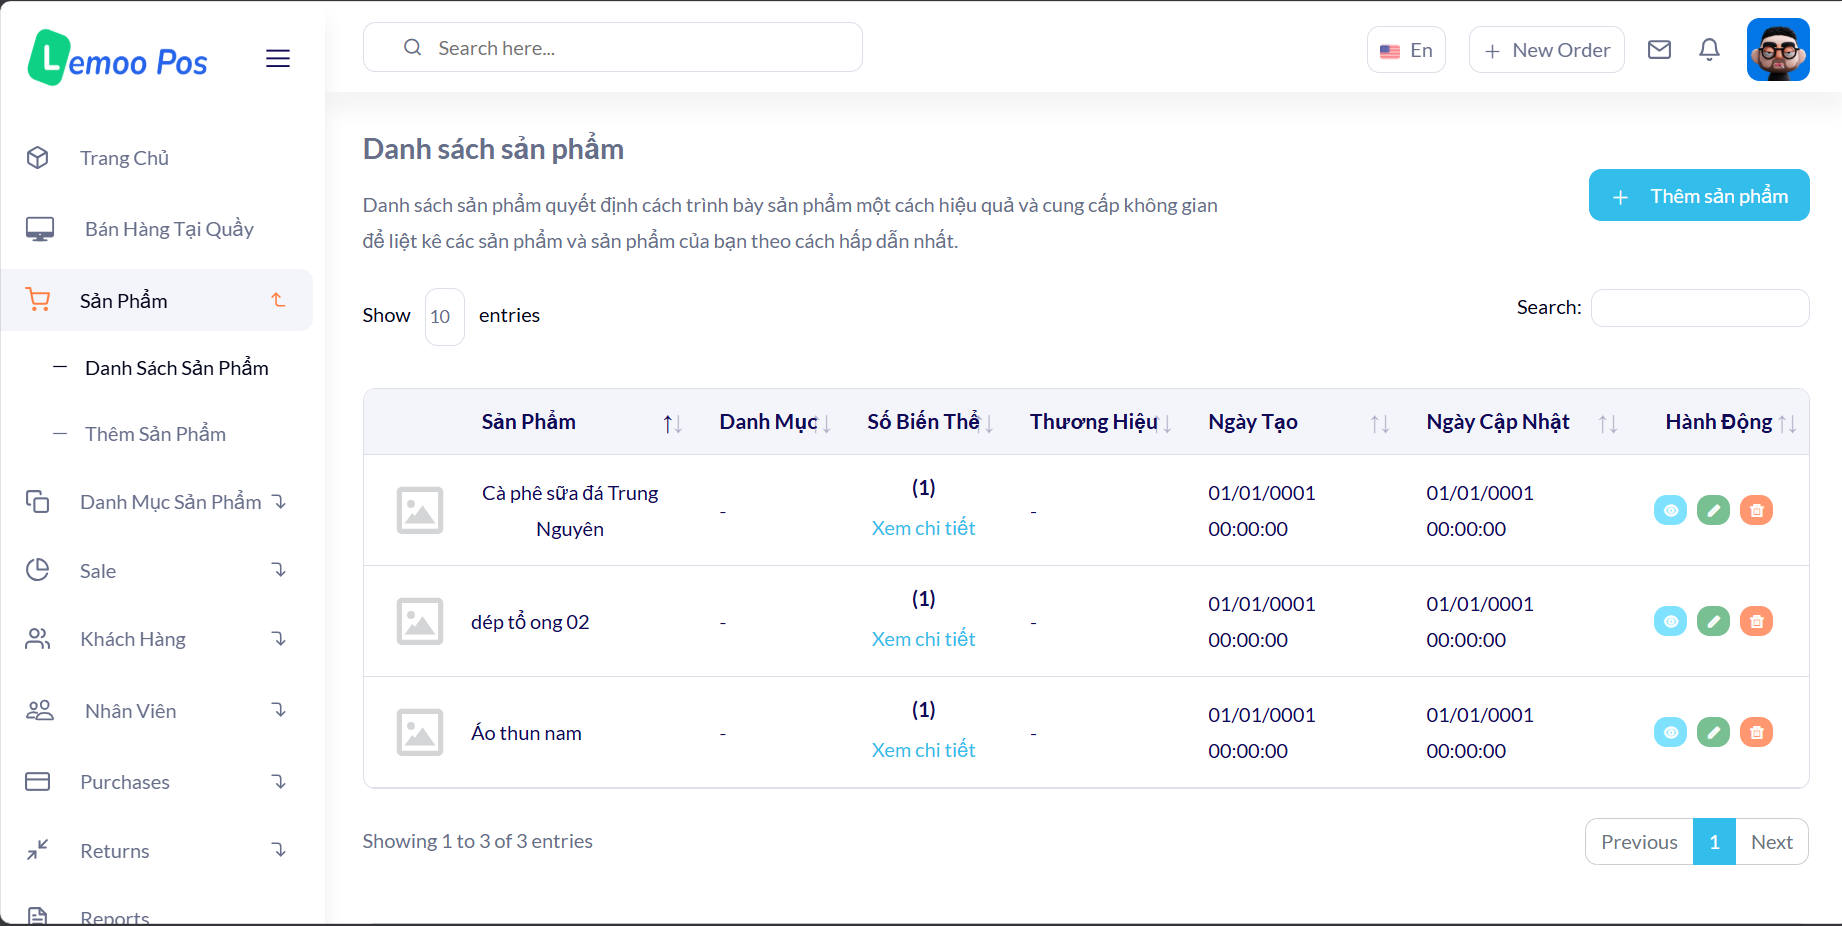 Lemoo Pos
Search here...
En
+ New Order
Trang Chủ
Bán Hàng Tại Quầy
Sản Phẩm
Danh Sách Sản Phẩm
Thêm Sản Phẩm
Danh Mục Sản Phẩm
Sale
Khách Hàng
Nhân Viên
Purchases
Returns
Reports
Danh sách sản phẩm
Danh sách sản phẩm quyết định cách trình bày sản phẩm một cách hiệu quả và cung cấp không gian
để liệt kê các sản phẩm và sản phẩm của bạn theo cách hấp dẫn nhất.
+ Thêm sản phẩm
Show 10 entries
Search:
Sản Phẩm Danh Mục Số Biến Thể Thương Hiệu Ngày Tạo Ngày Cập Nhật Hành Động
Cà phê sữa đá Trung
Nguyên
-
(1)
Xem chi tiết
-
01/01/0001
00:00:00
01/01/0001
00:00:00
dép tổ ong 02
-
(1)
Xem chi tiết
-
01/01/0001
00:00:00
01/01/0001
00:00:00
Áo thun nam
-
(1)
Xem chi tiết
-
01/01/0001
00:00:00
01/01/0001
00:00:00
Showing 1 to 3 of 3 entries
Previous 1 Next